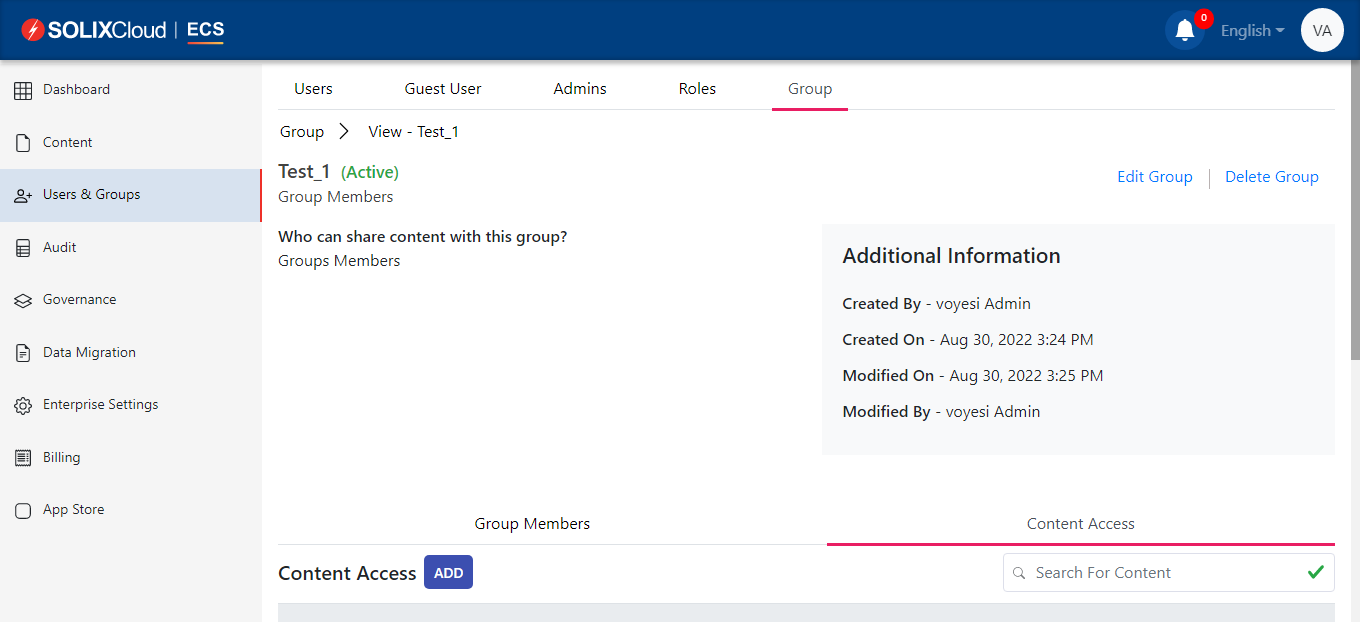 SOLIXCloud | ECS
0
English
VA
Dashboard
Content
Users & Groups
Audit
Governance
Data Migration
Enterprise Settings
Billing
App Store
Users Guest User Admins Roles Group
Group View - Test_1
Test_1 (Active)
Edit Group | Delete Group
Group Members
Who can share content with this group?
Groups Members
Additional Information
Created By - voyesi Admin
Created On - Aug 30, 2022 3:24 PM
Modified On - Aug 30, 2022 3:25 PM
Modified By - voyesi Admin
Group Members Content Access
Content Access ADD Search For Content